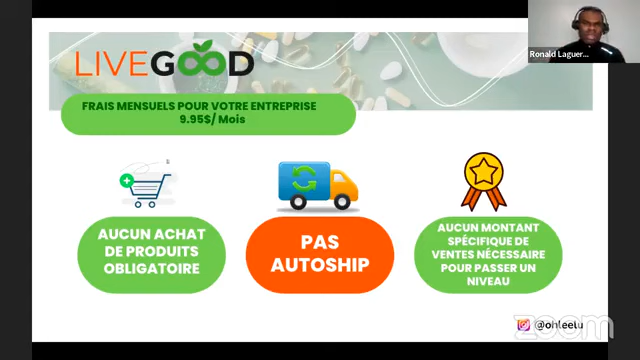 Ronald Laguer...
LIVEGOOD
FRAIS MENSUELS POUR VOTRE ENTREPRISE
9.95$/ Mois
AUCUN ACHAT
DE PRODUITS
OBLIGATOIRE
PAS
AUTOSHIP
AUCUN MONTANT
SPÉCIFIQUE DE
VENTES NÉCESSAIRE
POUR PASSER UN
NIVEAU
@ohleelu
zoom